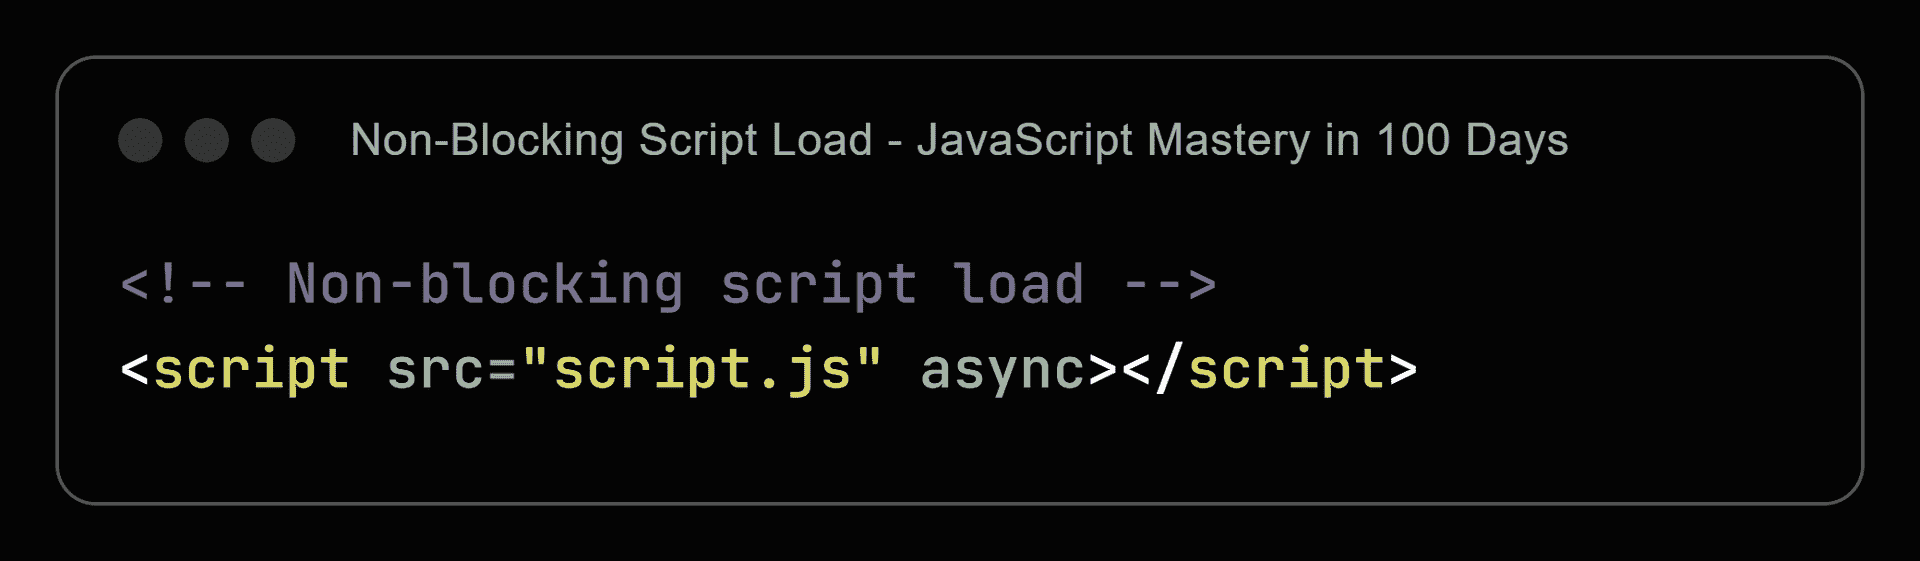 Non-Blocking Script Load - JavaScript Mastery in 100 Days
<!-- Non-blocking script load -->
<script src="script.js" async></script>